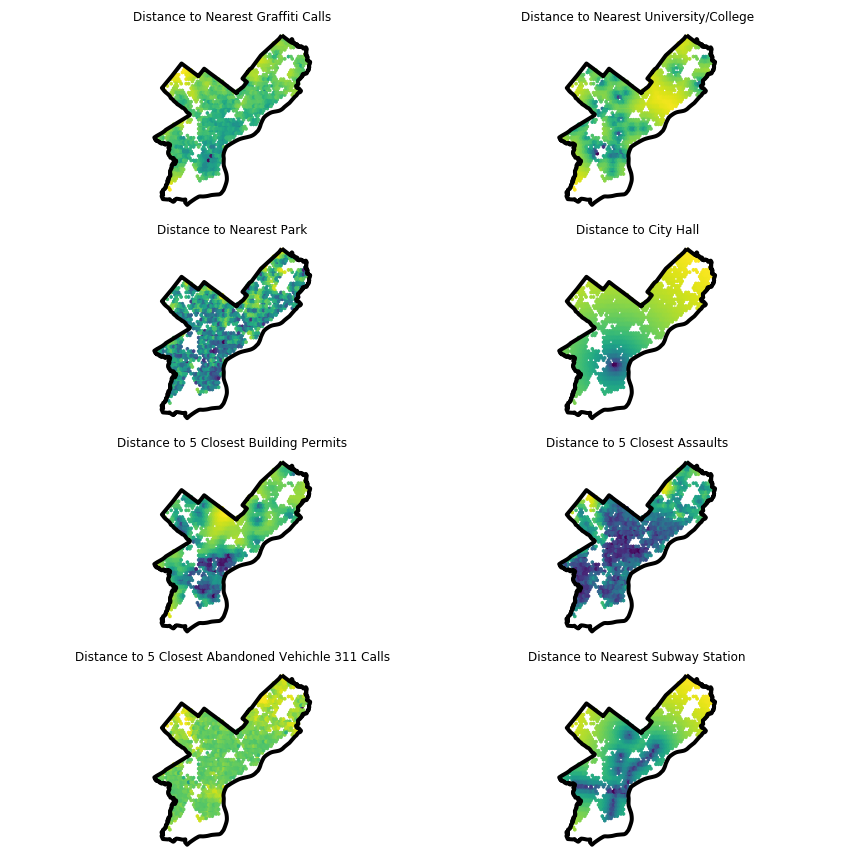 Distance to Nearest Graffiti Calls
Distance to Nearest University/College
Distance to Nearest Park
Distance to City Hall
Distance to 5 Closest Building Permits
Distance to 5 Closest Assaults
Distance to 5 Closest Abandoned Vehichle 311 Calls
Distance to Nearest Subway Station